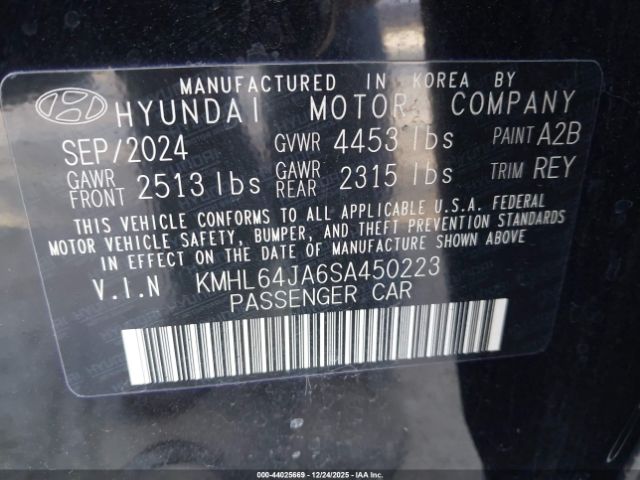 MANUFACTURED IN KOREA BY
HYUNDAI MOTOR COMPANY
SEP/2024 GVWR 4453 lbs PAINT A2B
GAWR FRONT 2513 lbs GAWR REAR 2315 lbs TRIM REY
THIS VEHICLE CONFORMS TO ALL APPLICABLE U.S.A. FEDERAL
MOTOR VEHICLE SAFETY, BUMPER, AND THEFT PREVENTION STANDARDS
IN EFFECT ON THE DATE OF MANUFACTURE SHOWN ABOVE
V.I.N KMHL64JA6SA450223
PASSENGER CAR
000-44025669 - 12/24/2025 - IAAI.COM